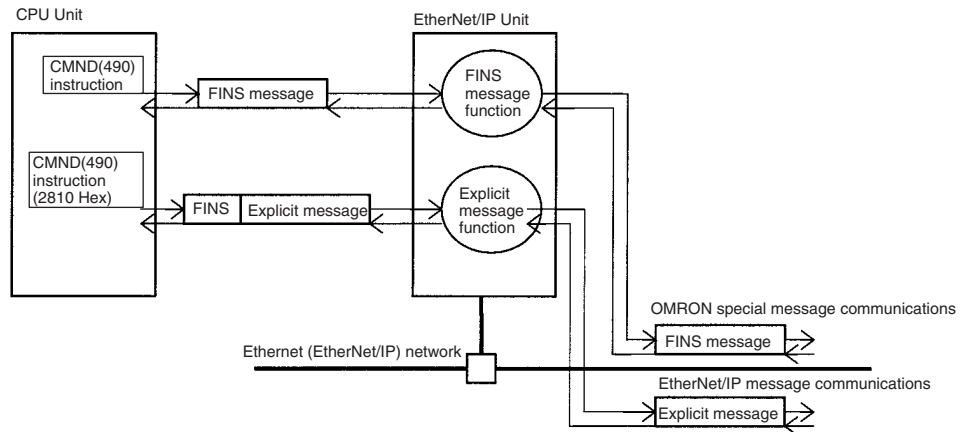 CPU Unit
EtherNet/IP Unit
CMND(490)
instruction
FINS message
FINS
message
function
CMND(490)
instruction
(2810 Hex)
FINS
Explicit message
Explicit
message
function
OMRON special message communications
FINS message
Ethernet (EtherNet/IP) network
EtherNet/IP message communications
Explicit message